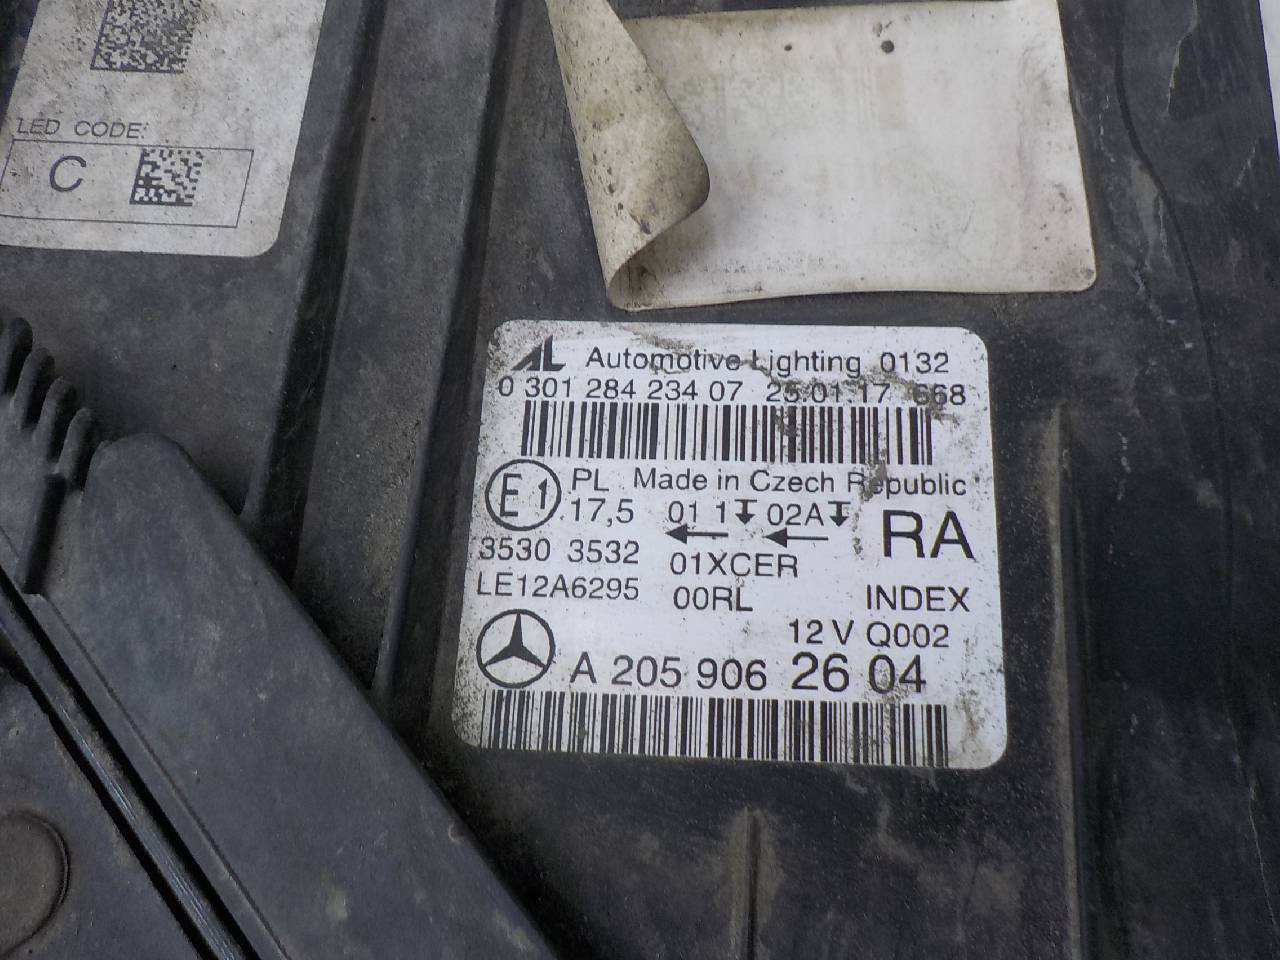 LED CODE:
C
AL Automotive Lighting 0132
0 301 284 234 07 25.01.17 668
E1 PL Made in Czech Republic
17,5 01 1 02A RA
3530 3532 01XCER
LE12A6295 00RL INDEX
12 V Q002
A 205 906 26 04